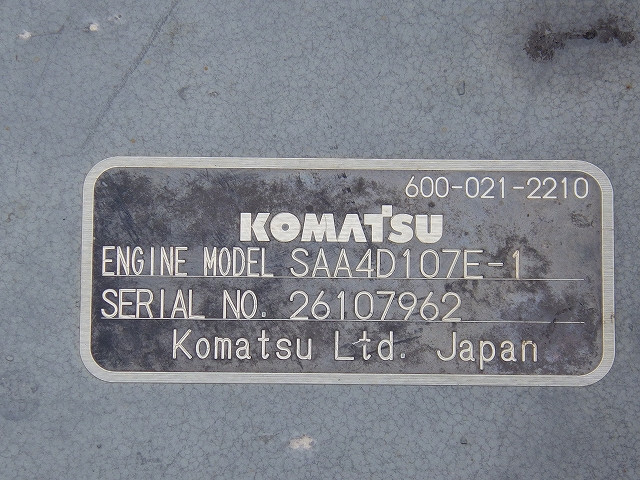 600-021-2210
KOMATSU
ENGINE MODEL SAA4D107E-1
SERIAL NO. 26107962
Komatsu Ltd. Japan